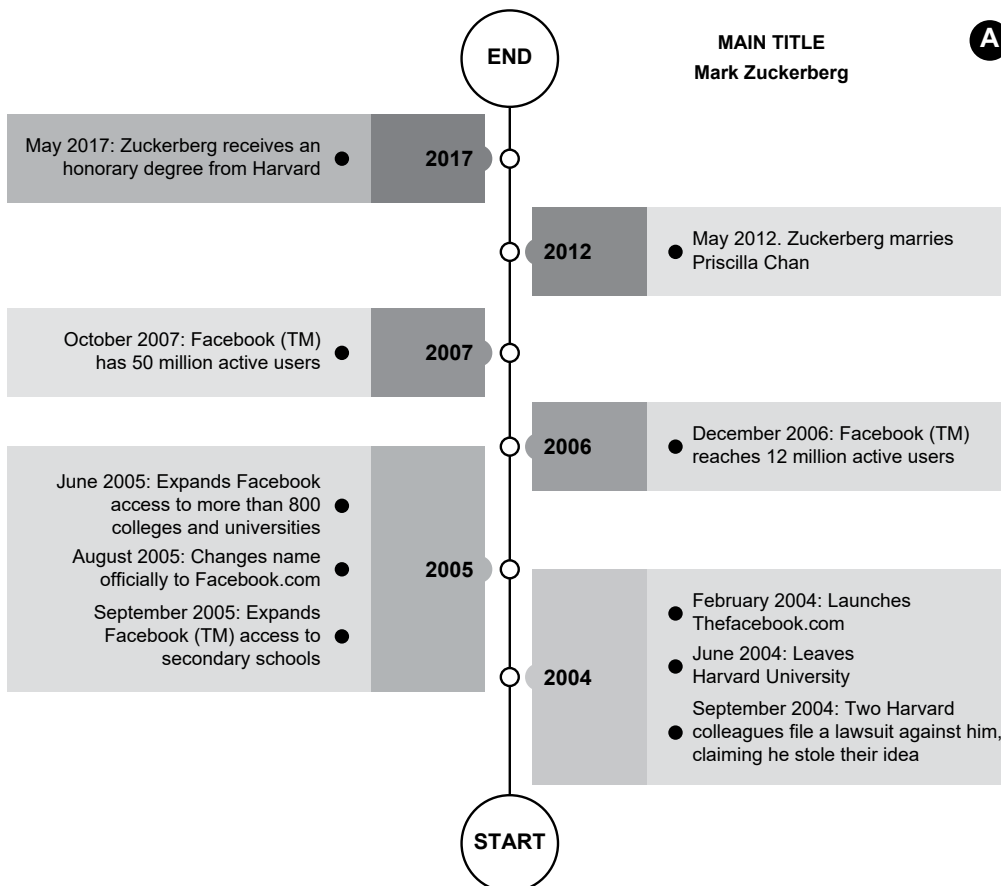 END
MAIN TITLE
Mark Zuckerberg
A
May 2017: Zuckerberg receives an
honorary degree from Harvard
2017
2012
May 2012. Zuckerberg marries
Priscilla Chan
October 2007: Facebook (TM)
has 50 million active users
2007
2006
December 2006: Facebook (TM)
reaches 12 million active users
June 2005: Expands Facebook
access to more than 800
colleges and universities
August 2005: Changes name
officially to Facebook.com
September 2005: Expands
Facebook (TM) access to
secondary schools
2005
2004
February 2004: Launches
Thefacebook.com
June 2004: Leaves
Harvard University
September 2004: Two Harvard
colleagues file a lawsuit against him,
claiming he stole their idea
START